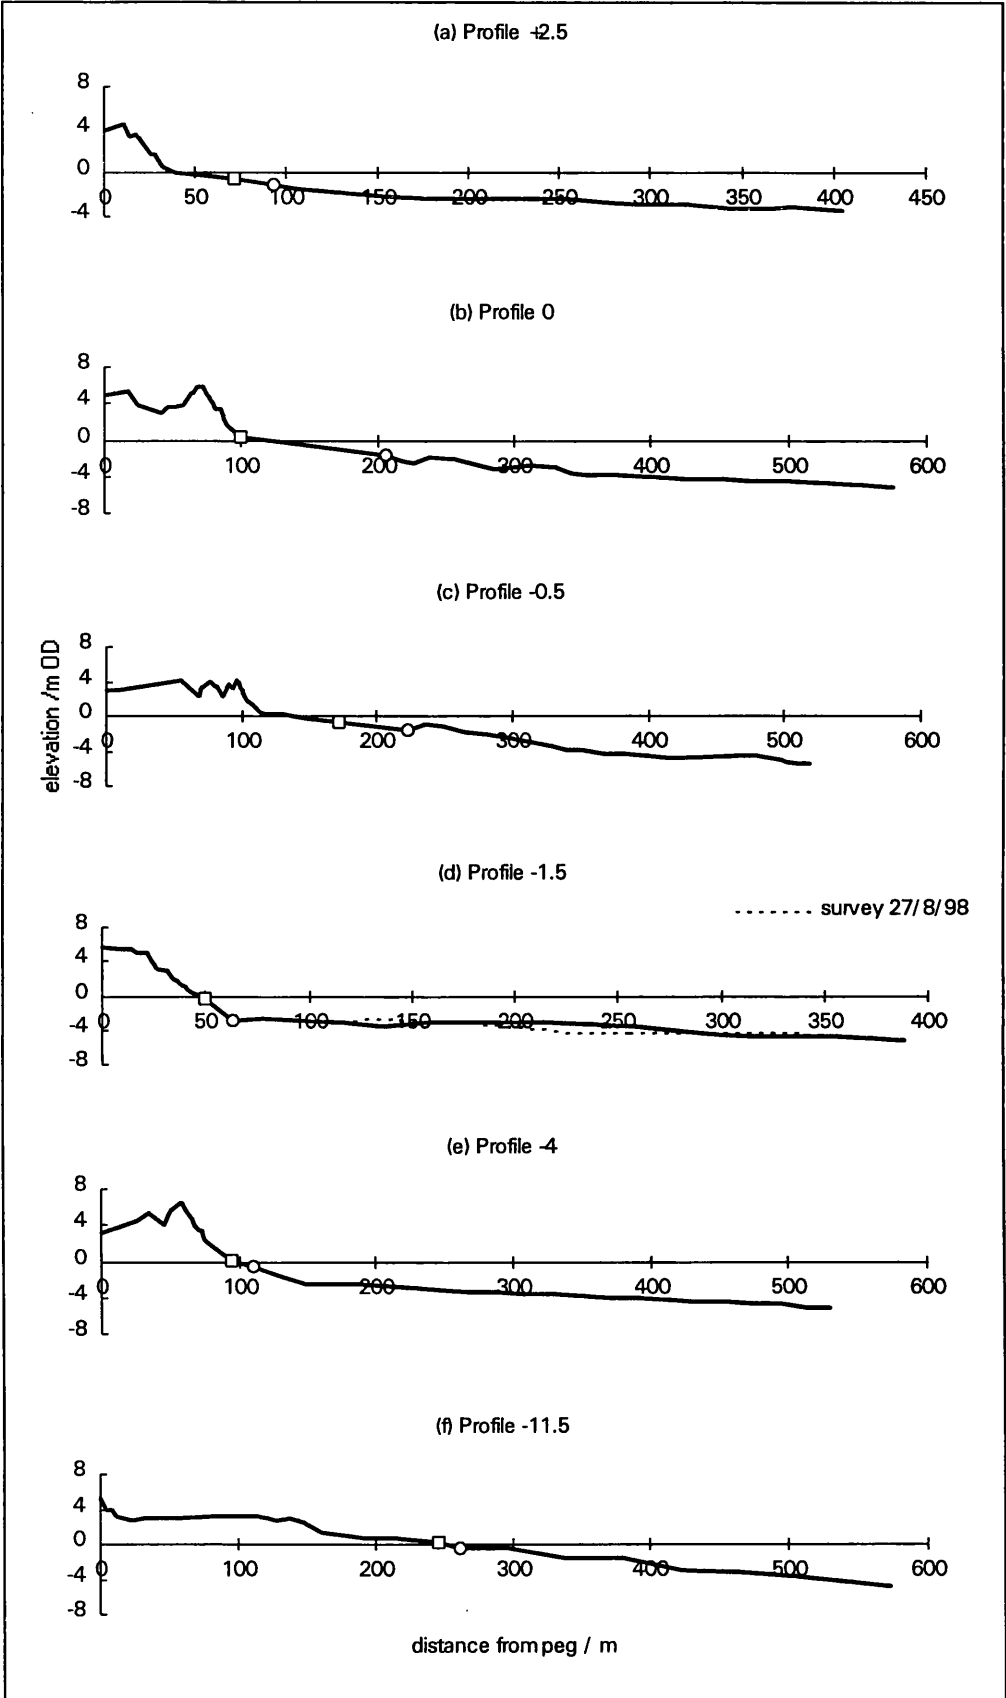 (a) Profile +2.5
8
4
0
-4
0 50 100 150 200 250 300 350 400 450
(b) Profile 0
8
4
0
-4
-8
0 100 200 300 400 500 600
(c) Profile -0.5
elevation /m OD
8
4
0
-4
-8
0 100 200 300 400 500 600
(d) Profile -1.5
survey 27/8/98
8
4
0
-4
-8
0 50 100 150 200 250 300 350 400
(e) Profile -4
8
4
0
-4
-8
0 100 200 300 400 500 600
(f) Profile -11.5
8
4
0
-4
-8
0 100 200 300 400 500 600
distance from peg / m